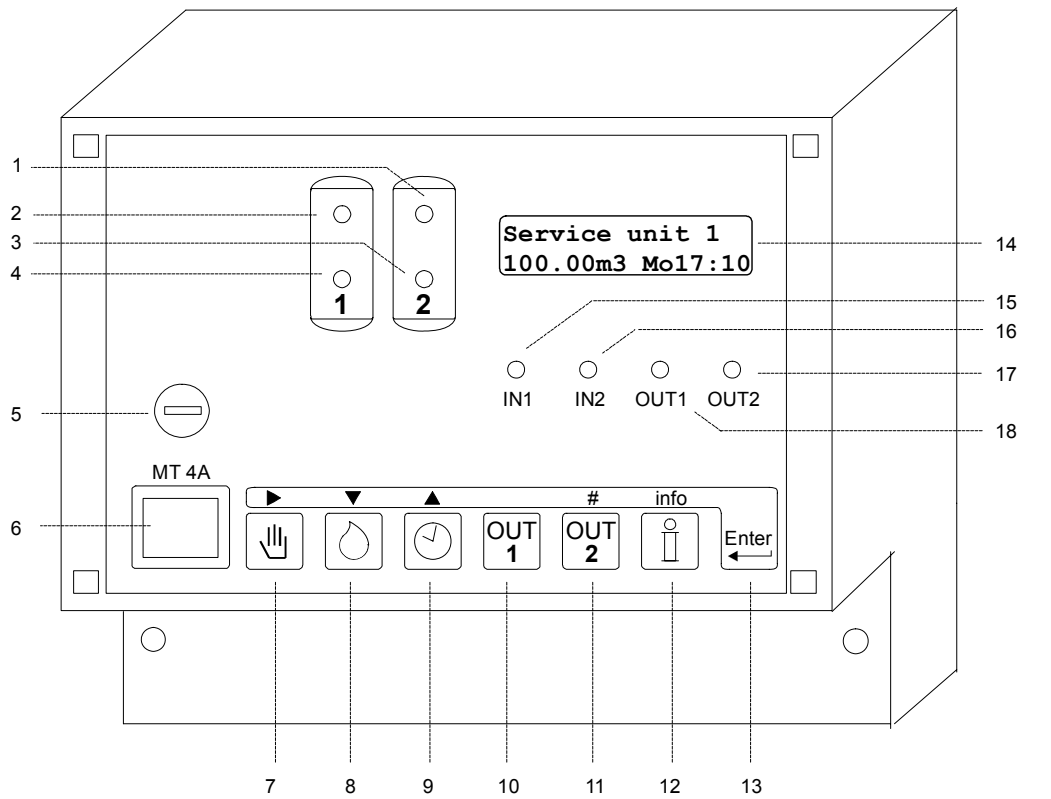 1
2
3
4
1 2
Service unit 1
100.00m3 Mo17:10
14
15
16
17
IN1 IN2 OUT1 OUT2
18
5
MT 4A
6
▶ ▼ ▲ # info
OUT 1
OUT 2
Enter
7 8 9 10 11 12 13